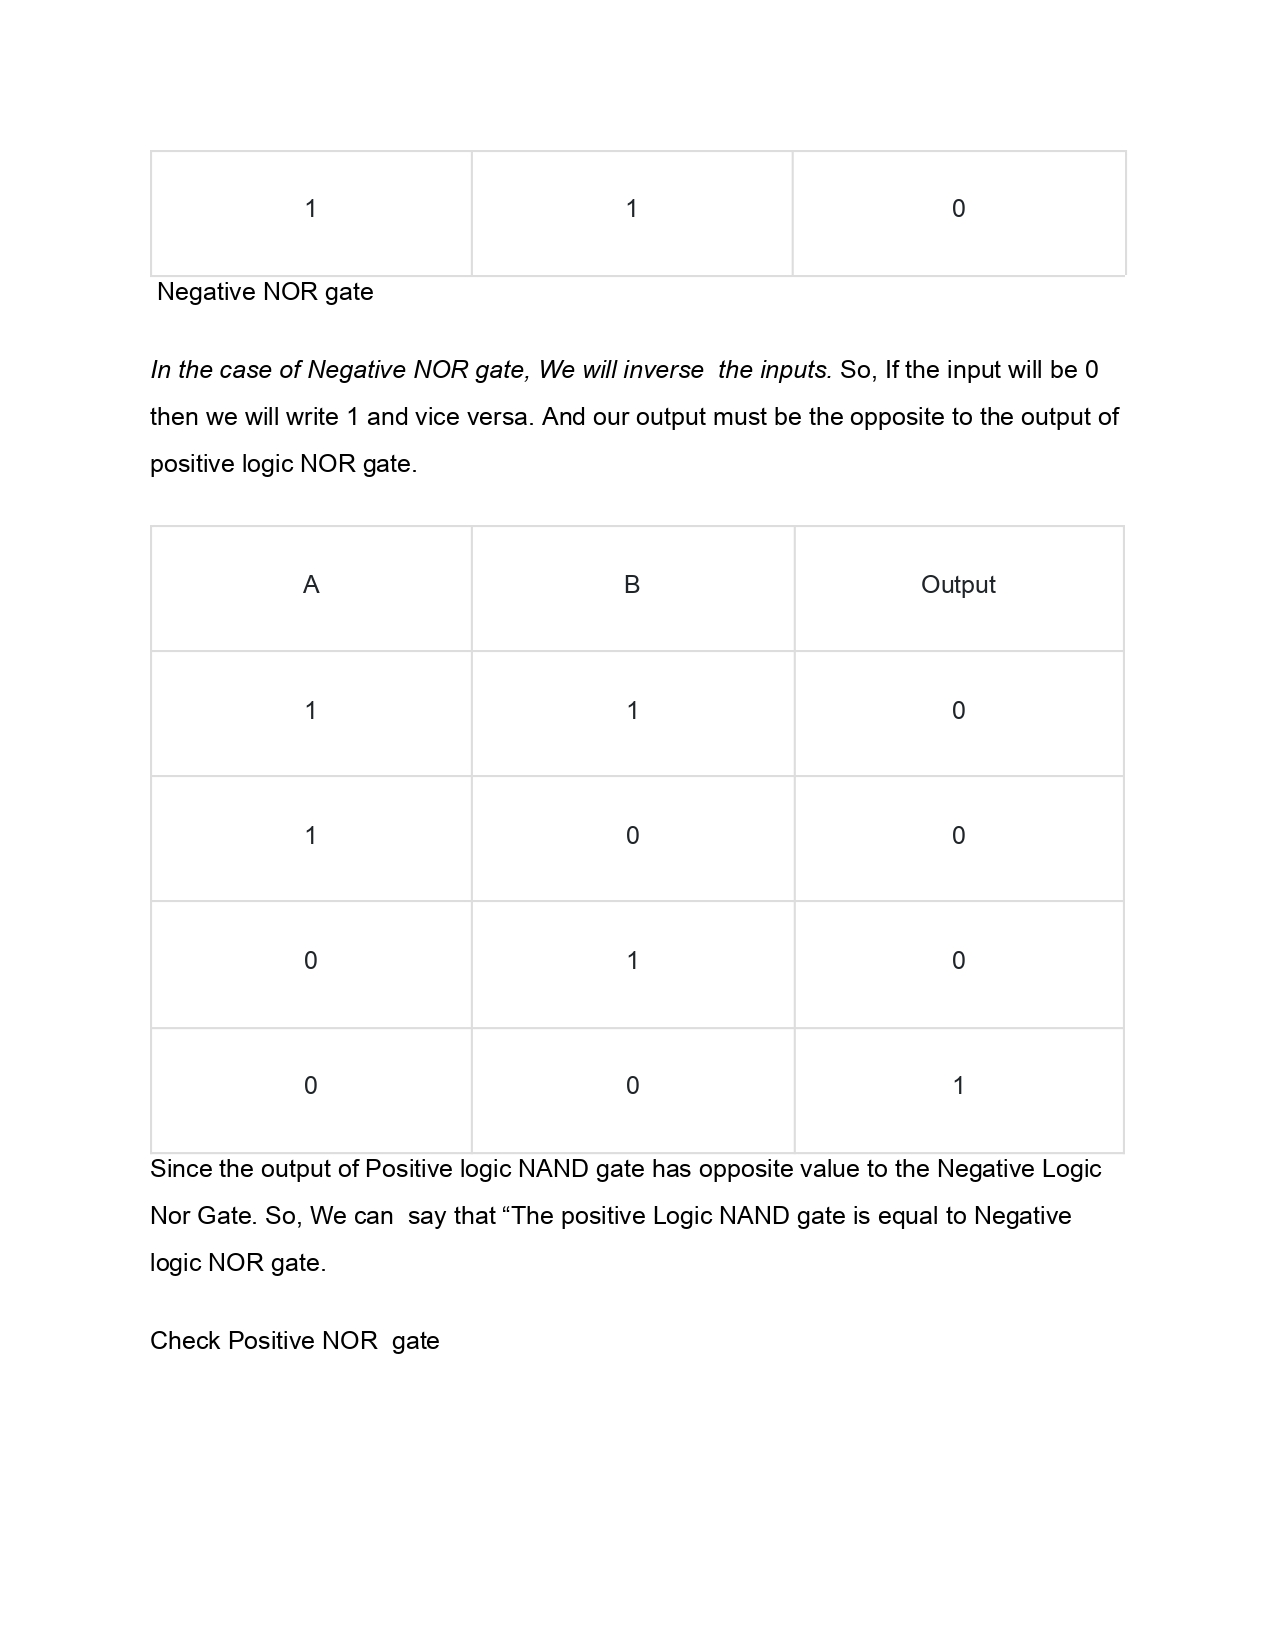 1 1 0
Negative NOR gate
In the case of Negative NOR gate, We will inverse  the inputs. So, If the input will be 0
then we will write 1 and vice versa. And our output must be the opposite to the output of
positive logic NOR gate.
A B Output
1 1 0
1 0 0
0 1 0
0 0 1
Since the output of Positive logic NAND gate has opposite value to the Negative Logic
Nor Gate. So, We can  say that “The positive Logic NAND gate is equal to Negative
logic NOR gate.
Check Positive NOR  gate